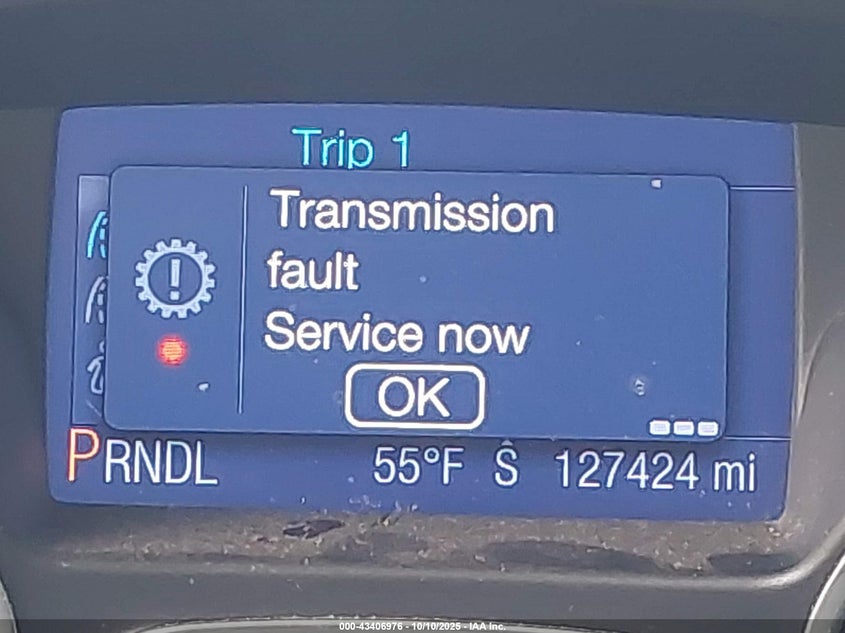 Trip 1
Transmission
fault
Service now
OK
PRNDL 55°F Ŝ 127424 mi
000-43406976 - 10/10/2025 - IAA Inc.